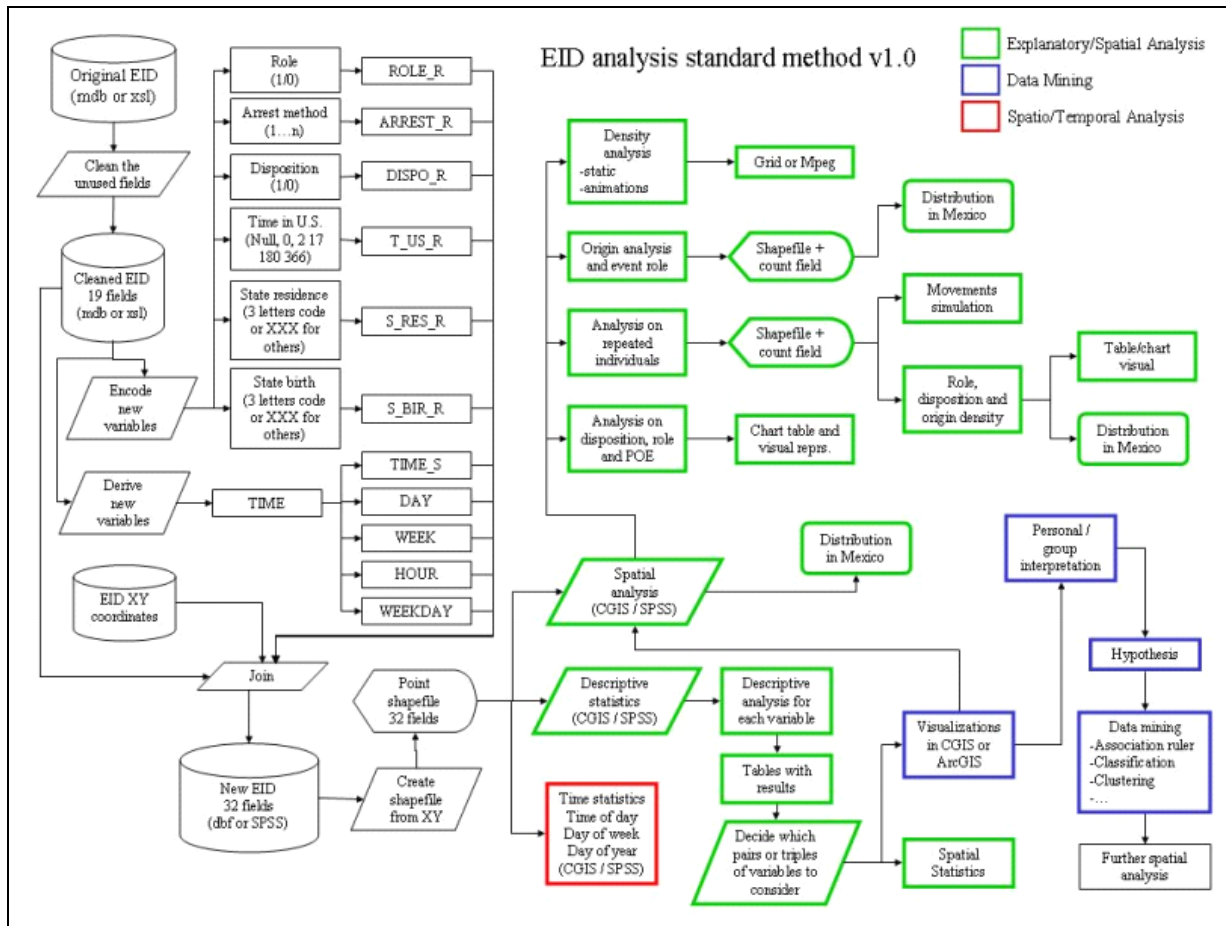 EID analysis standard method v1.0
Explanatory/Spatial Analysis
Data Mining
Spatio/Temporal Analysis
Original EID
(mdb or xsl)
Clean the
unused fields
Cleaned EID
19 fields
(mdb or xsl)
Encode
new
variables
Derive
new
variables
EID XY
coordinates
Join
New EID
32 fields
(dbf or SPSS)
Role
(1/0)
ROLE_R
Arrest method
(1...n)
ARREST_R
Disposition
(1/0)
DISPO_R
Time in U.S.
(Null, 0, 2 17
180 366)
T_US_R
State residence
(3 letters code
or XXX for
others)
S_RES_R
State birth
(3 letters code
or XXX for
others)
S_BIR_R
TIME
TIME_S
DAY
WEEK
HOUR
WEEKDAY
Create
shapefile
from XY
Point
shapefile
32 fields
Density
analysis
-static
-animations
Grid or Mpeg
Origin analysis
and event role
Shapefile +
count field
Distribution
in Mexico
Analysis on
repeated
individuals
Shapefile +
count field
Movements
simulation
Role,
disposition and
origin density
Table/chart
visual
Distribution
in Mexico
Analysis on
disposition, role
and POE
Chart table and
visual reprs.
Spatial
analysis
(CGIS / SPSS)
Distribution
in Mexico
Descriptive
statistics
(CGIS / SPSS)
Descriptive
analysis for
each variable
Tables with
results
Decide which
pairs or triples
of variables to
consider
Time statistics
Time of day
Day of week
Day of year
(CGIS / SPSS)
Visualizations
in CGIS or
ArcGIS
Spatial
Statistics
Personal /
group
interpretation
Hypothesis
Data mining
-Association ruler
-Classification
-Clustering
-...
Further spatial
analysis